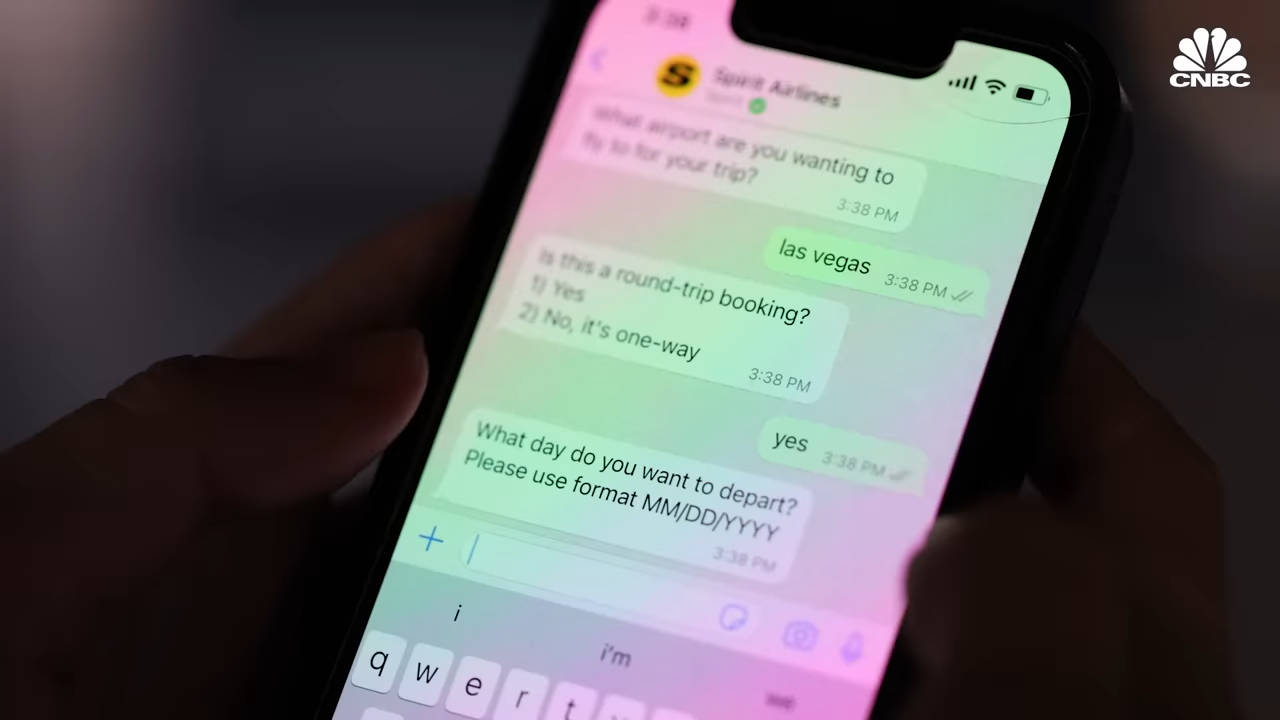 3:38
CNBC
S
Spirit Airlines
What airport are you wanting to
fly to for your trip?
3:38 PM
las vegas 3:38 PM
Is this a round-trip booking?
1) Yes
2) No, it's one-way
3:38 PM
yes 3:38 PM
What day do you want to depart?
Please use format MM/DD/YYYY
3:38 PM
i i'm
q w e r t